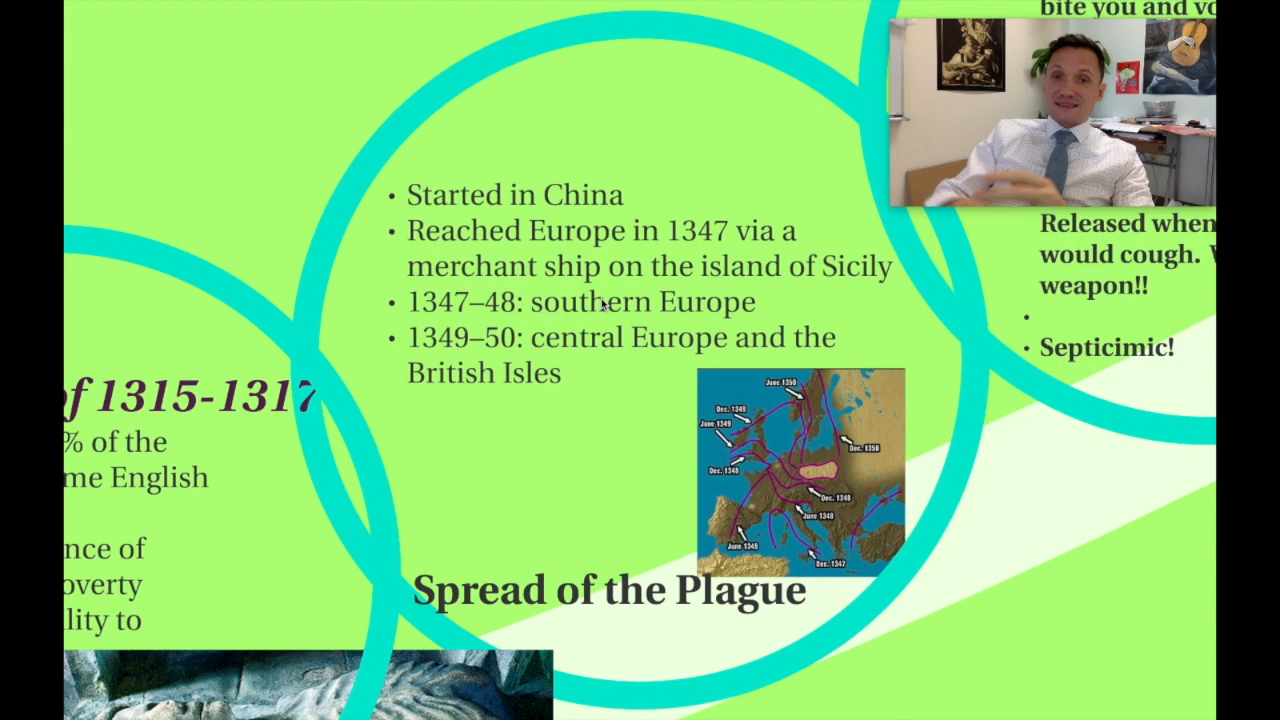 bite you and vo
• Started in China
• Reached Europe in 1347 via a
merchant ship on the island of Sicily
• 1347–48: southern Europe
• 1349–50: central Europe and the
British Isles
Released when
would cough. W
weapon!!
•
• Septicimic!
of 1315-1317
% of the
me English
nce of
overty
lity to
June 1350
Dec. 1349
June 1349
Dec. 1350
Dec. 1348
Dec. 1348
June 1348
June 1348
Dec. 1347
Spread of the Plague